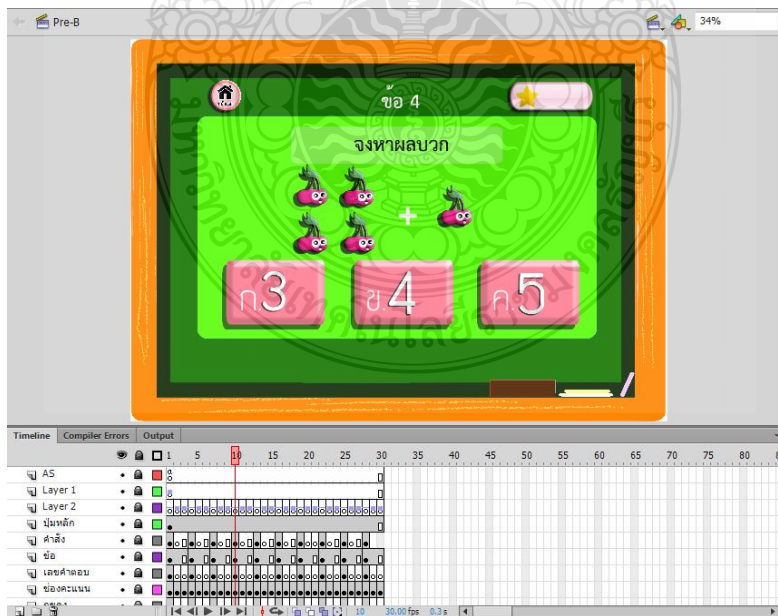 Pre-B
34%
ข้อ 4
จงหาผลบวก
+
ก.3 ข.4 ค.5
Timeline Compiler Errors Output
1 5 10 15 20 25 30 35 40 45 50 55 60 65 70 75 80
AS
Layer 1
Layer 2
ปุ่มหลัก
คำสั่ง
ข้อ
เลขคำตอบ
ช่องคะแนน
10 30.00 fps 0.3 s